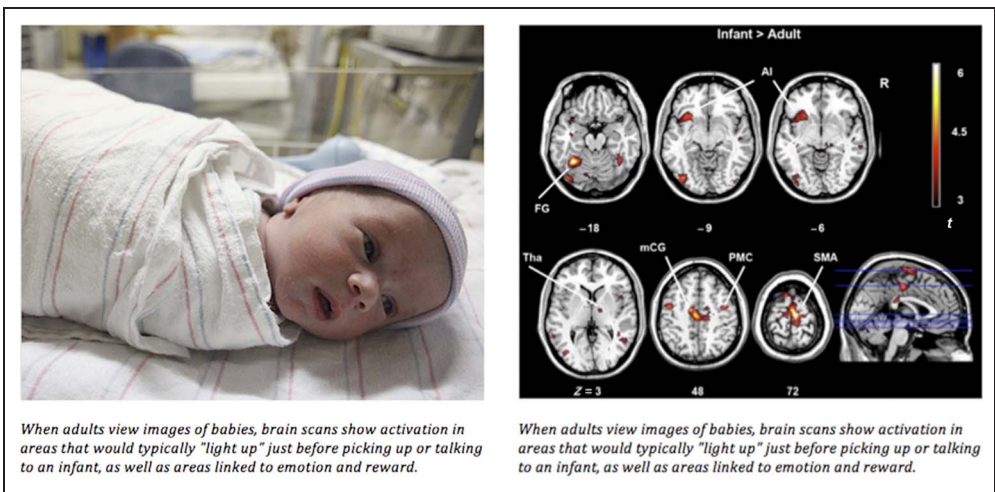 Infant > Adult
AI
R
6
4.5
3
t
FG
−18
−9
−6
Tha
mCG
PMC
SMA
Z = 3
48
72
When adults view images of babies, brain scans show activation in
areas that would typically "light up" just before picking up or talking
to an infant, as well as areas linked to emotion and reward.
When adults view images of babies, brain scans show activation in
areas that would typically "light up" just before picking up or talking
to an infant, as well as areas linked to emotion and reward.